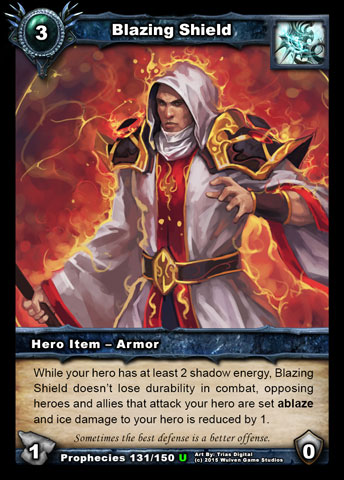 3
Blazing Shield
Hero Item – Armor
While your hero has at least 2 shadow energy, Blazing
Shield doesn't lose durability in combat, opposing
heroes and allies that attack your hero are set ablaze
and ice damage to your hero is reduced by 1.
Sometimes the best defense is a better offense.
1
Prophecies 131/150 U
Art By: Trias Digital
(c) 2015 Wulven Game Studios
0